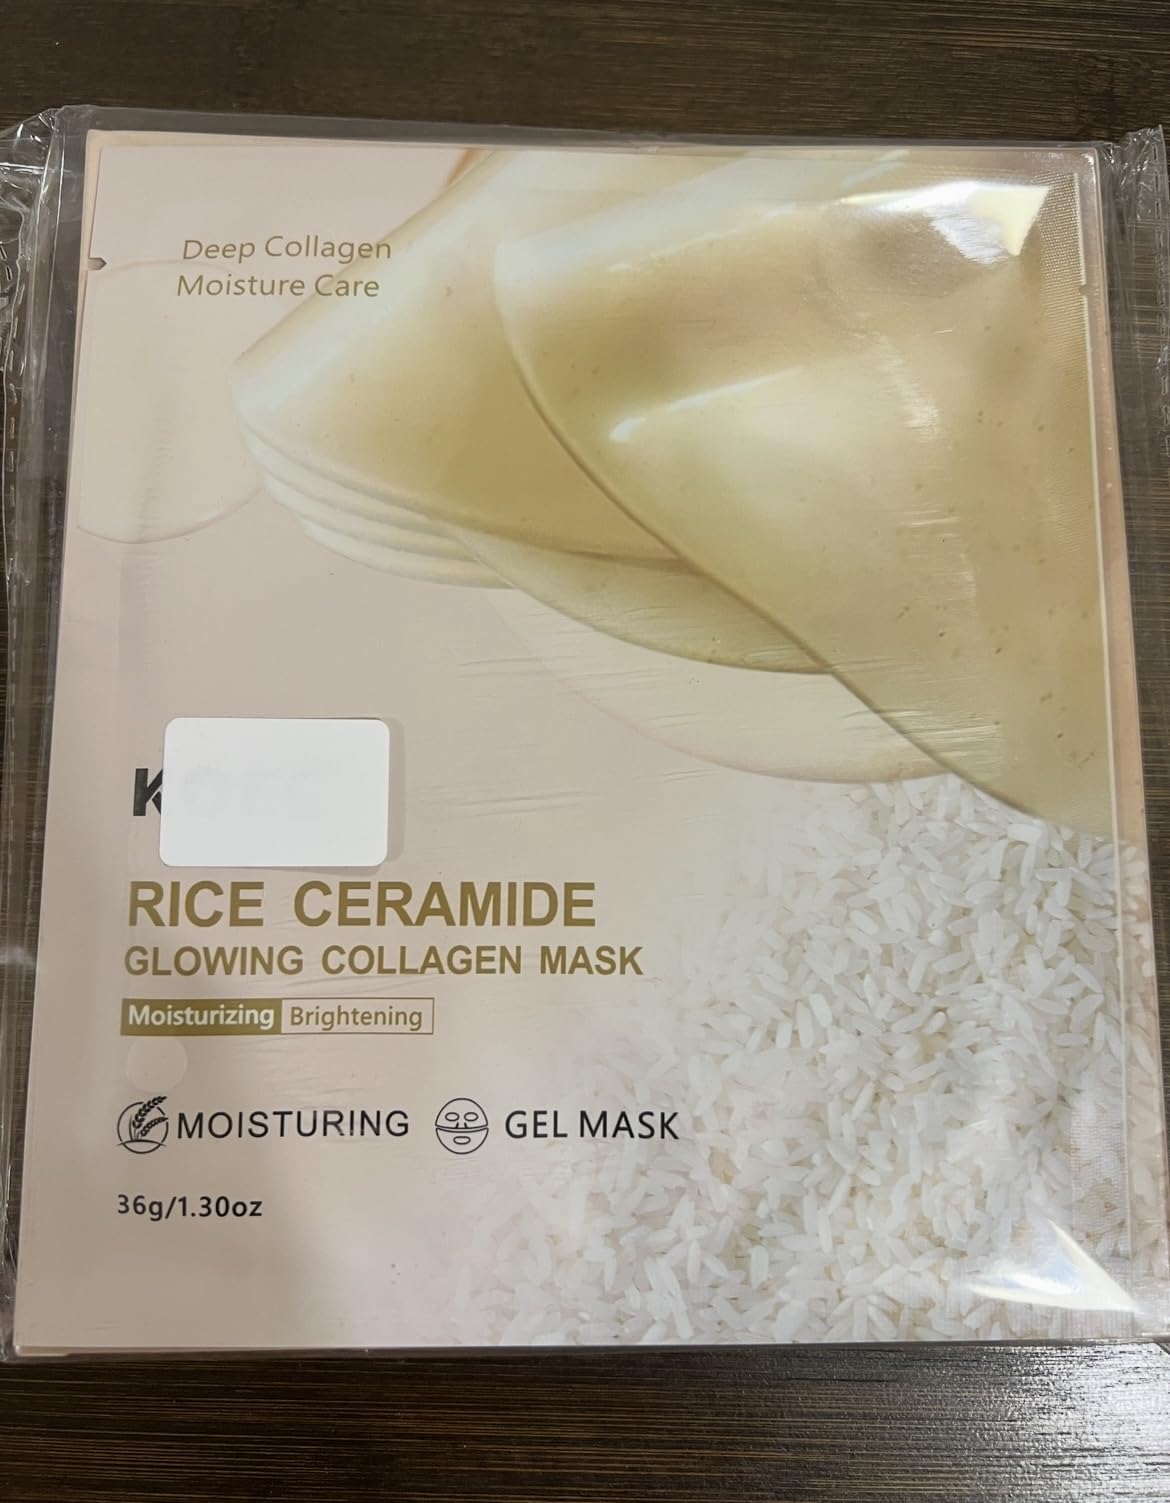 Deep Collagen
Moisture Care
RICE CERAMIDE
GLOWING COLLAGEN MASK
Moisturizing Brightening
MOISTURING GEL MASK
36g/1.30oz